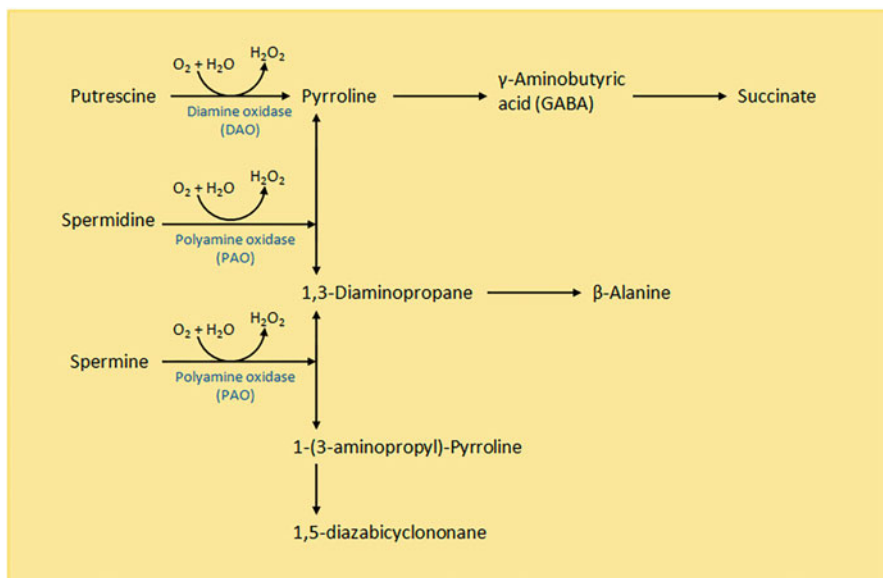 O₂ + H₂O H₂O₂
Putrescine
Diamine oxidase
(DAO)
Pyrroline
γ-Aminobutyric
acid (GABA)
Succinate
O₂ + H₂O H₂O₂
Spermidine
Polyamine oxidase
(PAO)
1,3-Diaminopropane
β-Alanine
O₂ + H₂O H₂O₂
Spermine
Polyamine oxidase
(PAO)
1-(3-aminopropyl)-Pyrroline
1,5-diazabicyclononane